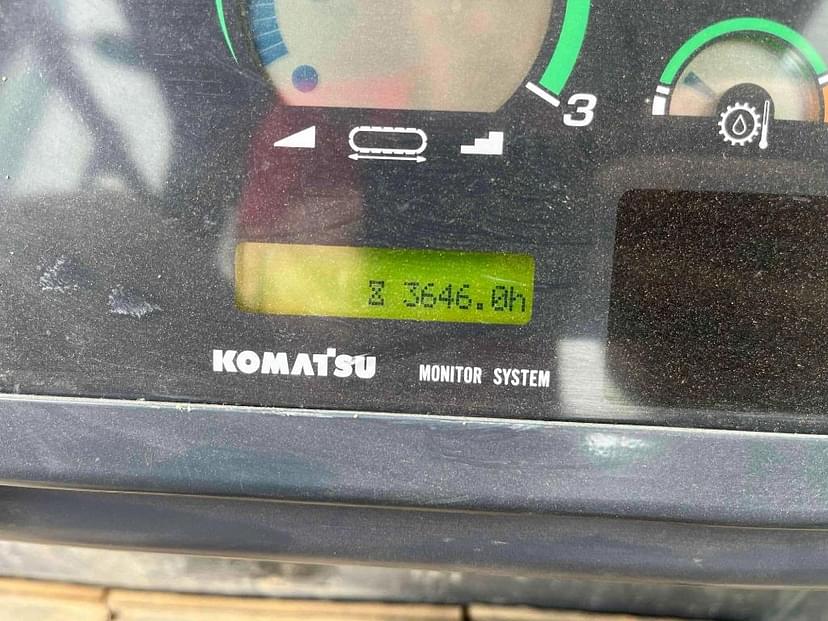 3
3646.0h
KOMATSU MONITOR SYSTEM